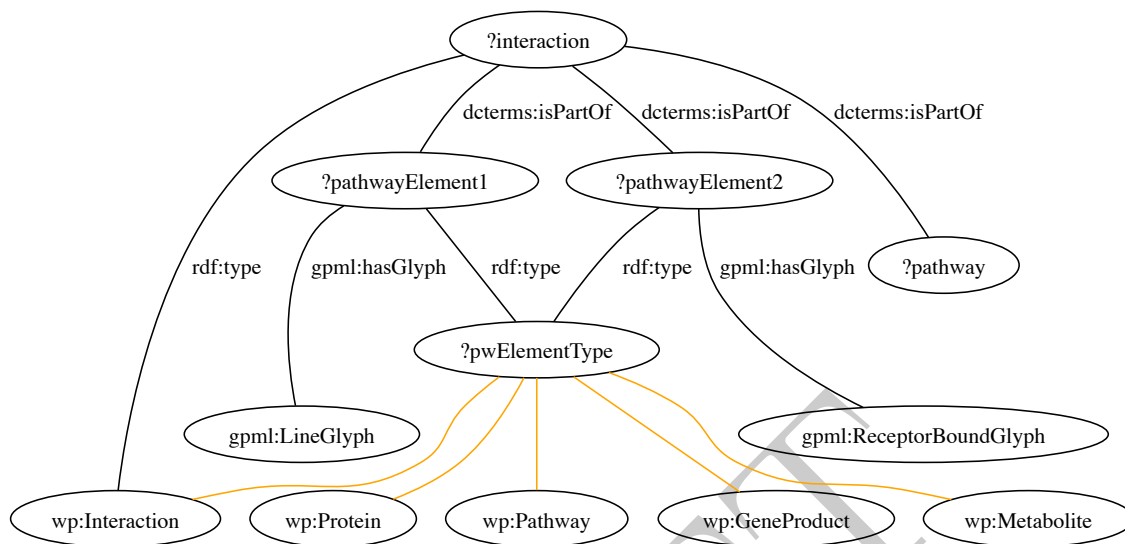 ?interaction
dcterms:isPartOf dcterms:isPartOf dcterms:isPartOf
?pathwayElement1 ?pathwayElement2
rdf:type gpml:hasGlyph rdf:type rdf:type gpml:hasGlyph ?pathway
?pwElementType
gpml:LineGlyph gpml:ReceptorBoundGlyph
wp:Interaction wp:Protein wp:Pathway wp:GeneProduct wp:Metabolite